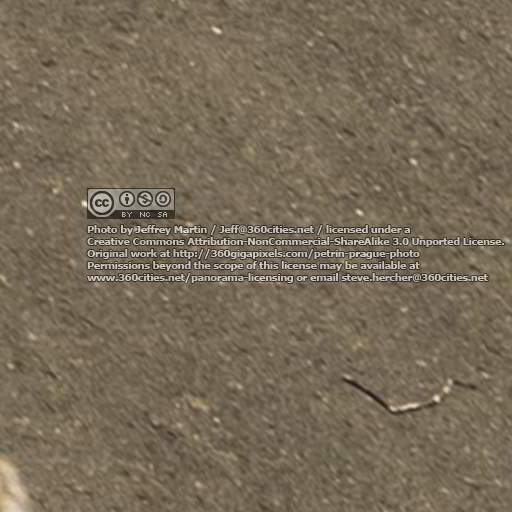 cc
BY NC SA
Photo by Jeffrey Martin / Jeff@360cities.net / licensed under a
Creative Commons Attribution-NonCommercial-ShareAlike 3.0 Unported License.
Original work at http://360gigapixels.com/petrin-prague-photo
Permissions beyond the scope of this license may be available at
www.360cities.net/panorama-licensing or email steve.hercher@360cities.net